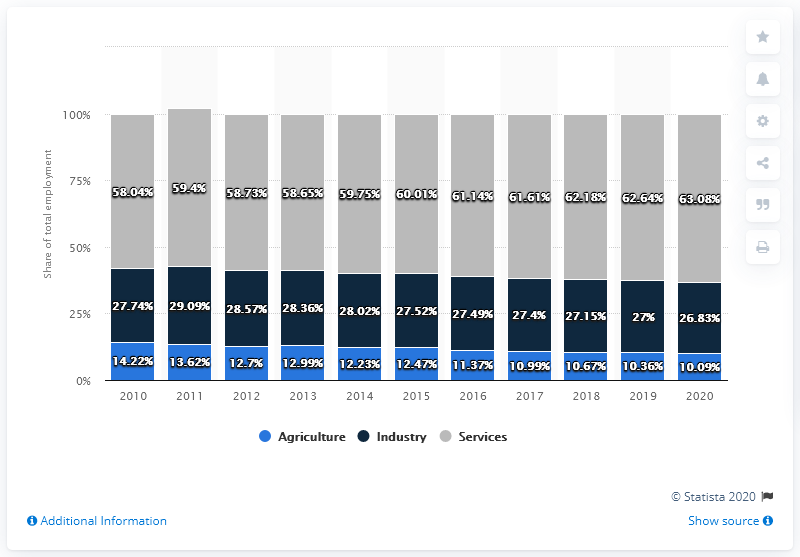 Share of total employment
100%
75%
50%
25%
0%
58.04% 59.4% 58.73% 58.65% 59.75% 60.01% 61.14% 61.61% 62.18% 62.64% 63.08%
27.74% 29.09% 28.57% 28.36% 28.02% 27.52% 27.49% 27.4% 27.15% 27% 26.83%
14.22% 13.62% 12.7% 12.99% 12.23% 12.47% 11.37% 10.99% 10.67% 10.36% 10.09%
2010 2011 2012 2013 2014 2015 2016 2017 2018 2019 2020
Agriculture Industry Services
© Statista 2020
Additional Information Show source